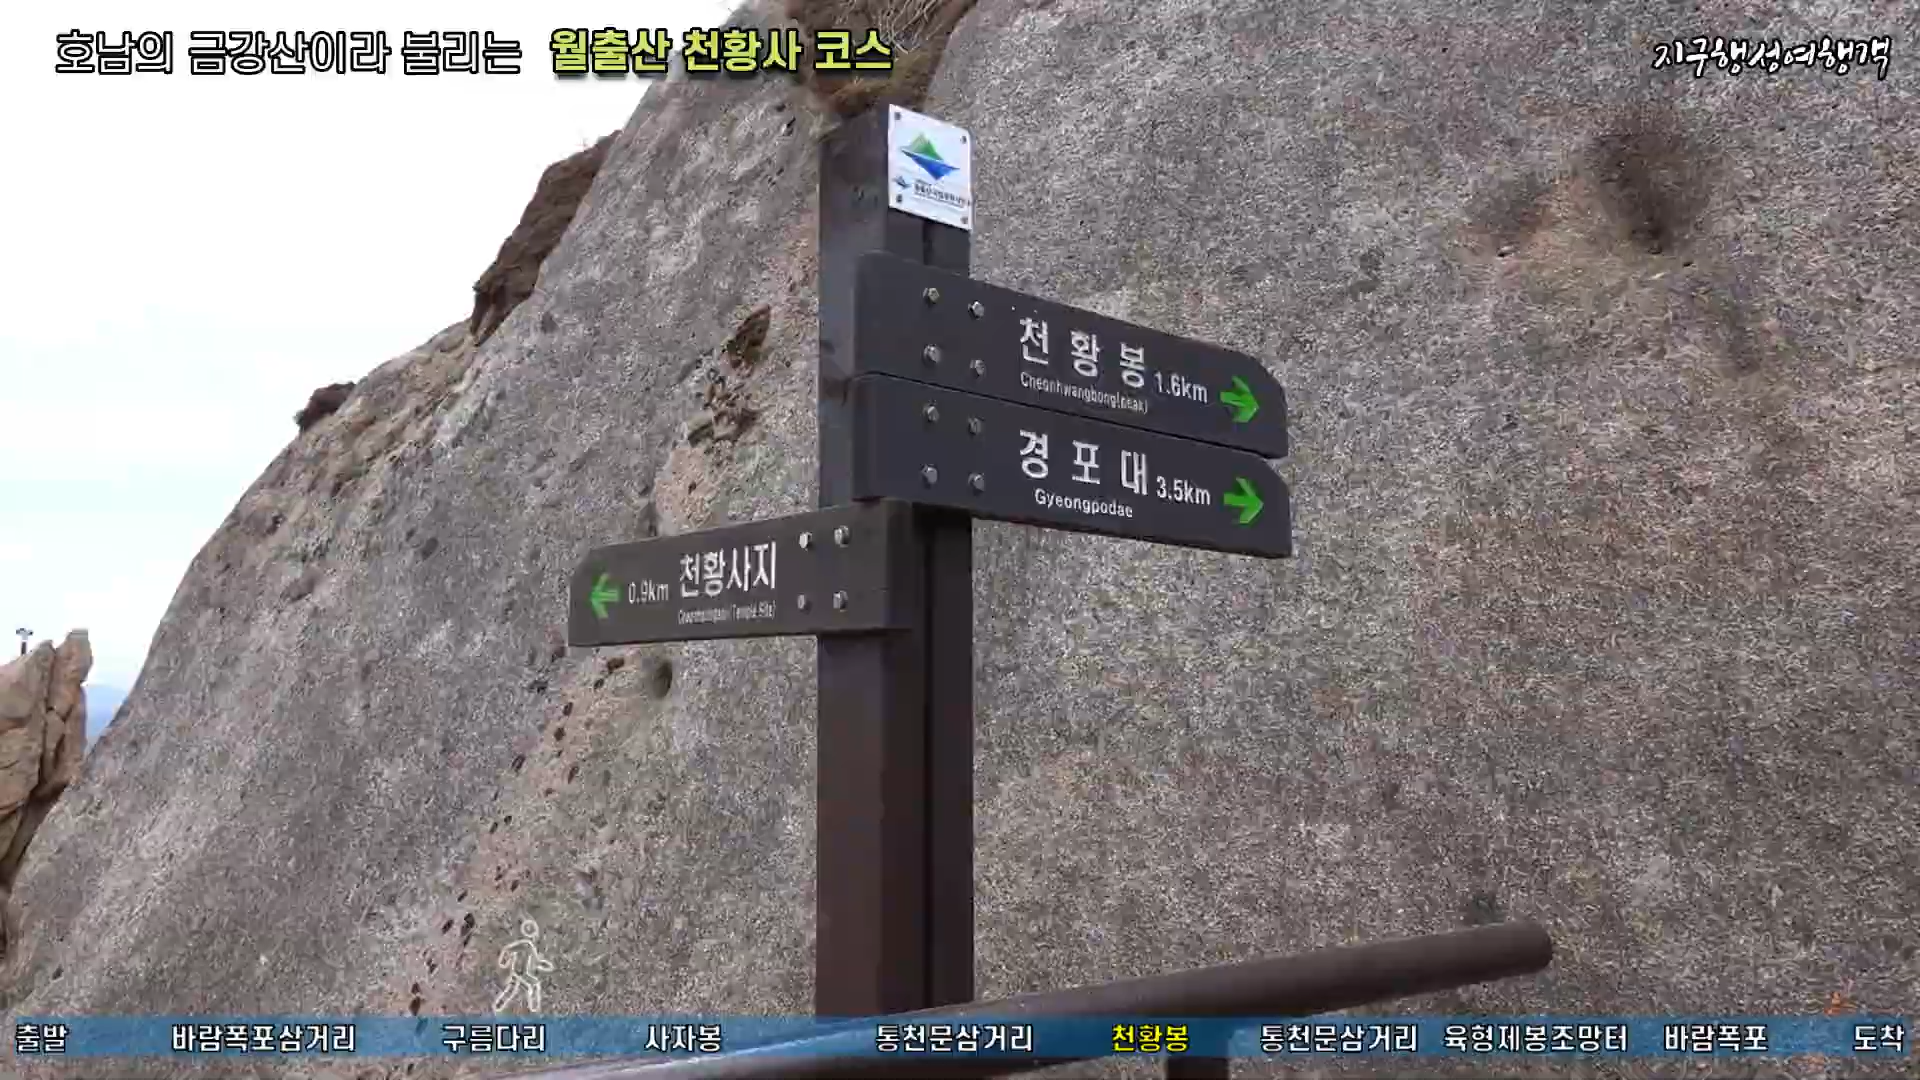 호남의 금강산이라 불리는 월출산 천황사 코스
지구행성여행객
천황봉 1.6km
Cheonhwangbong(peak)
경포대 3.5km
Gyeongpodae
0.9km 천황사지
출발 바람폭포삼거리 구름다리 사자봉 통천문삼거리 천황봉 통천문삼거리 육형제봉조망터 바람폭포 도착